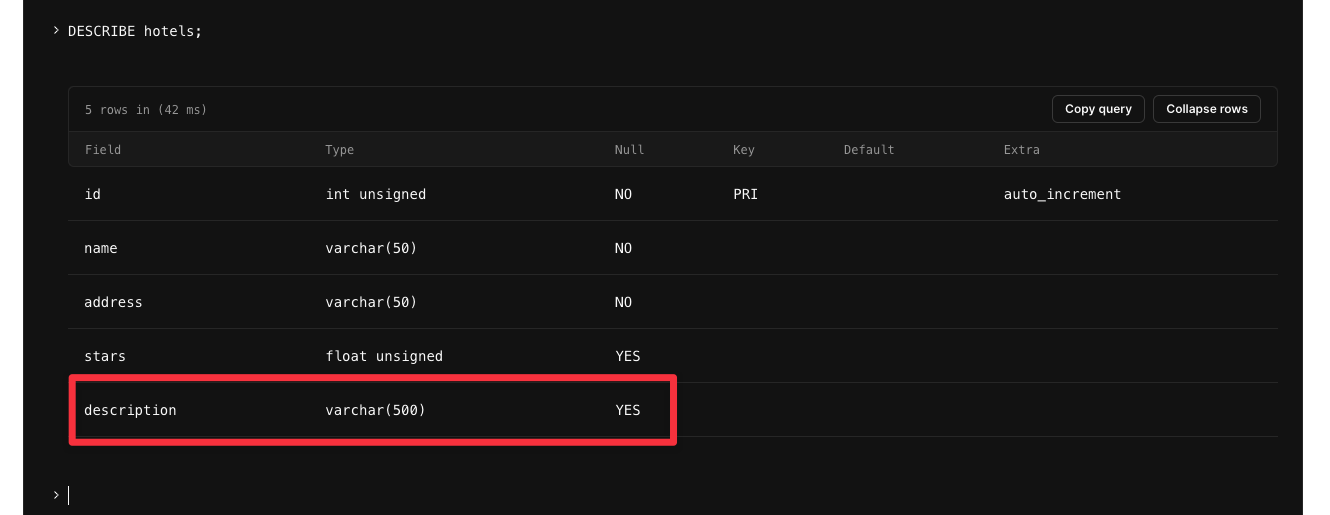 > DESCRIBE hotels;
5 rows in (42 ms) Copy query Collapse rows
Field Type Null Key Default Extra
id int unsigned NO PRI auto_increment
name varchar(50) NO
address varchar(50) NO
stars float unsigned YES
description varchar(500) YES
>